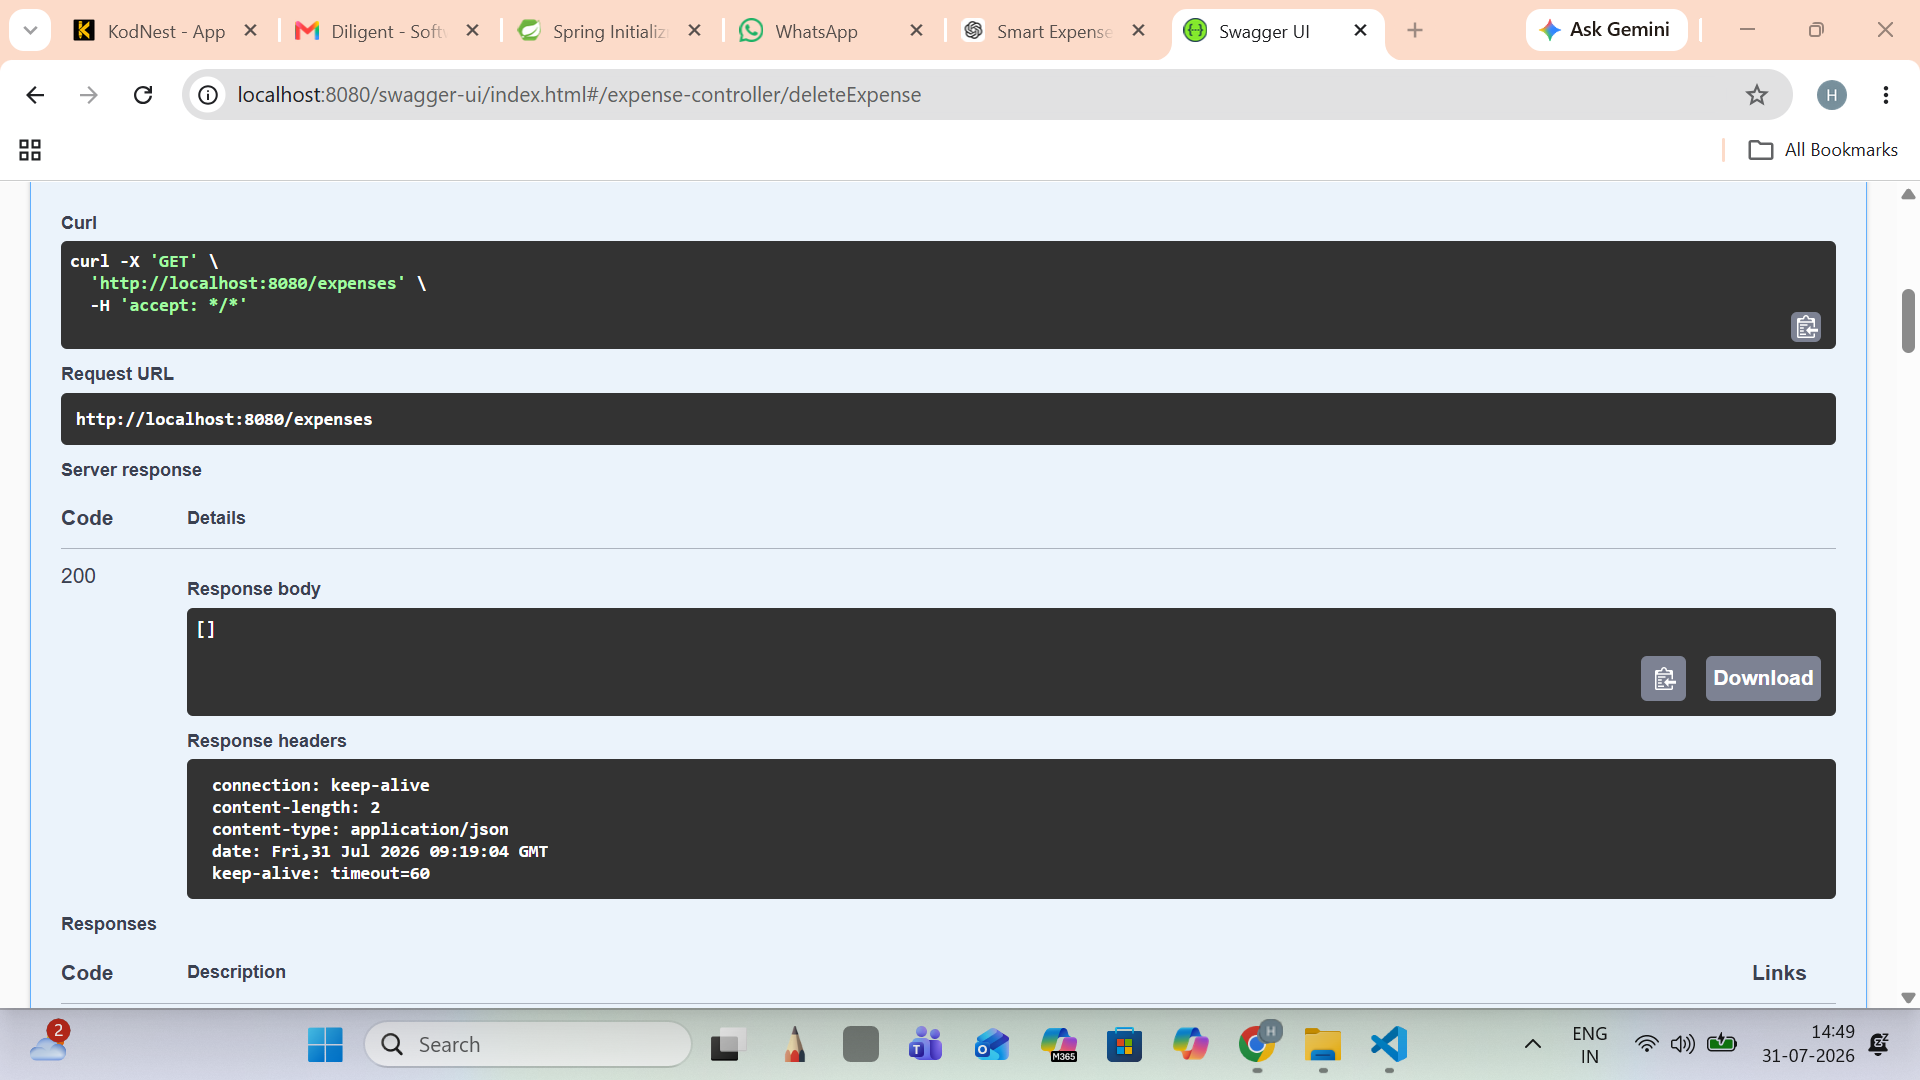 KodNest - App
Diligent - Softw
Spring Initializ
WhatsApp
Smart Expense
Swagger UI
Ask Gemini
localhost:8080/swagger-ui/index.html#/expense-controller/deleteExpense
H
All Bookmarks
Curl
curl -X 'GET' \
'http://localhost:8080/expenses' \
-H 'accept: */*'
Request URL
http://localhost:8080/expenses
Server response
Code Details
200
Response body
[]
Download
Response headers
connection: keep-alive
content-length: 2
content-type: application/json
date: Fri,31 Jul 2026 09:19:04 GMT
keep-alive: timeout=60
Responses
Code Description Links
2
Search
M365
H
ENG
IN
14:49
31-07-2026